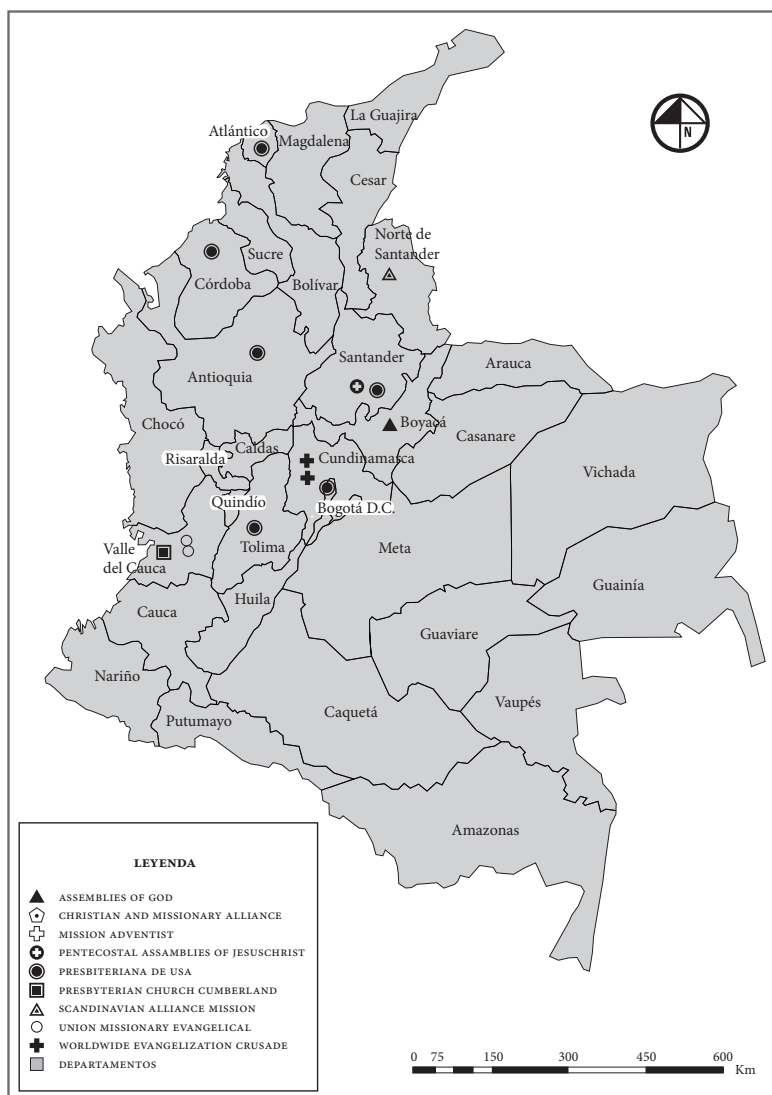 La Guajira
Atlántico
Magdalena
N
Cesar
Norte de
Santander
Sucre
Córdoba
Bolívar
Santander
Arauca
Antioquia
Chocó
Boyacá
Casanare
Caldas
Risaralda
Cundinamasca
Vichada
Quindío
Bogotá D.C.
Tolima
Meta
Valle
del Cauca
Guainía
Huila
Cauca
Guaviare
Nariño
Vaupés
Caquetá
Putumayo
Amazonas
LEYENDA
ASSEMBLIES OF GOD
CHRISTIAN AND MISSIONARY ALLIANCE
MISSION ADVENTIST
PENTECOSTAL ASSAMBLIES OF JESUSCHRIST
PRESBITERIANA DE USA
PRESBYTERIAN CHURCH CUMBERLAND
SCANDINAVIAN ALLIANCE MISSION
UNION MISSIONARY EVANGELICAL
WORLDWIDE EVANGELIZATION CRUSADE
DEPARTAMENTOS
0 75 150 300 450 600
Km